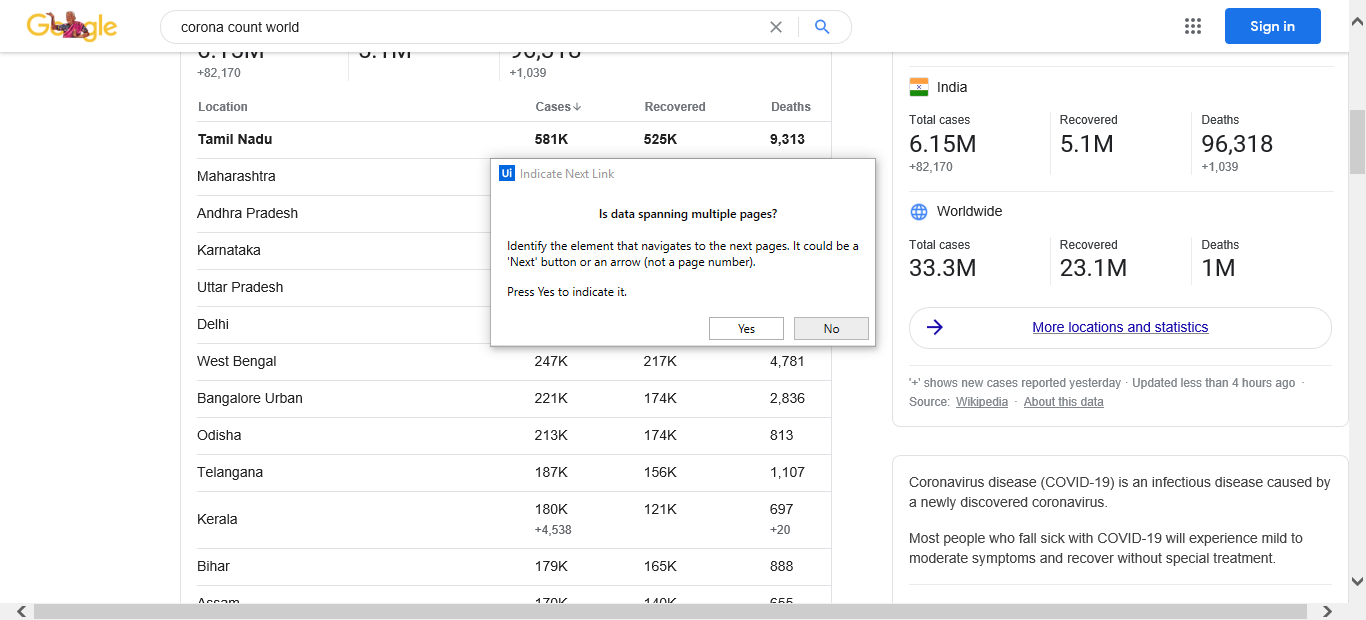 Google
corona count world
Sign in
6.15M 5.1M 96,318
+82,170 +1,039
Location Cases↓ Recovered Deaths
Tamil Nadu 581K 525K 9,313
Maharashtra
Andhra Pradesh
Karnataka
Uttar Pradesh
Delhi
West Bengal 247K 217K 4,781
Bangalore Urban 221K 174K 2,836
Odisha 213K 174K 813
Telangana 187K 156K 1,107
Kerala 180K 121K 697
+4,538 +20
Bihar 179K 165K 888
Assam 170K 140K 655
Ui Indicate Next Link
Is data spanning multiple pages?
Identify the element that navigates to the next pages. It could be a
'Next' button or an arrow (not a page number).
Press Yes to indicate it.
Yes No
India
Total cases Recovered Deaths
6.15M 5.1M 96,318
+82,170 +1,039
Worldwide
Total cases Recovered Deaths
33.3M 23.1M 1M
More locations and statistics
'+' shows new cases reported yesterday · Updated less than 4 hours ago ·
Source: Wikipedia · About this data
Coronavirus disease (COVID-19) is an infectious disease caused by
a newly discovered coronavirus.
Most people who fall sick with COVID-19 will experience mild to
moderate symptoms and recover without special treatment.